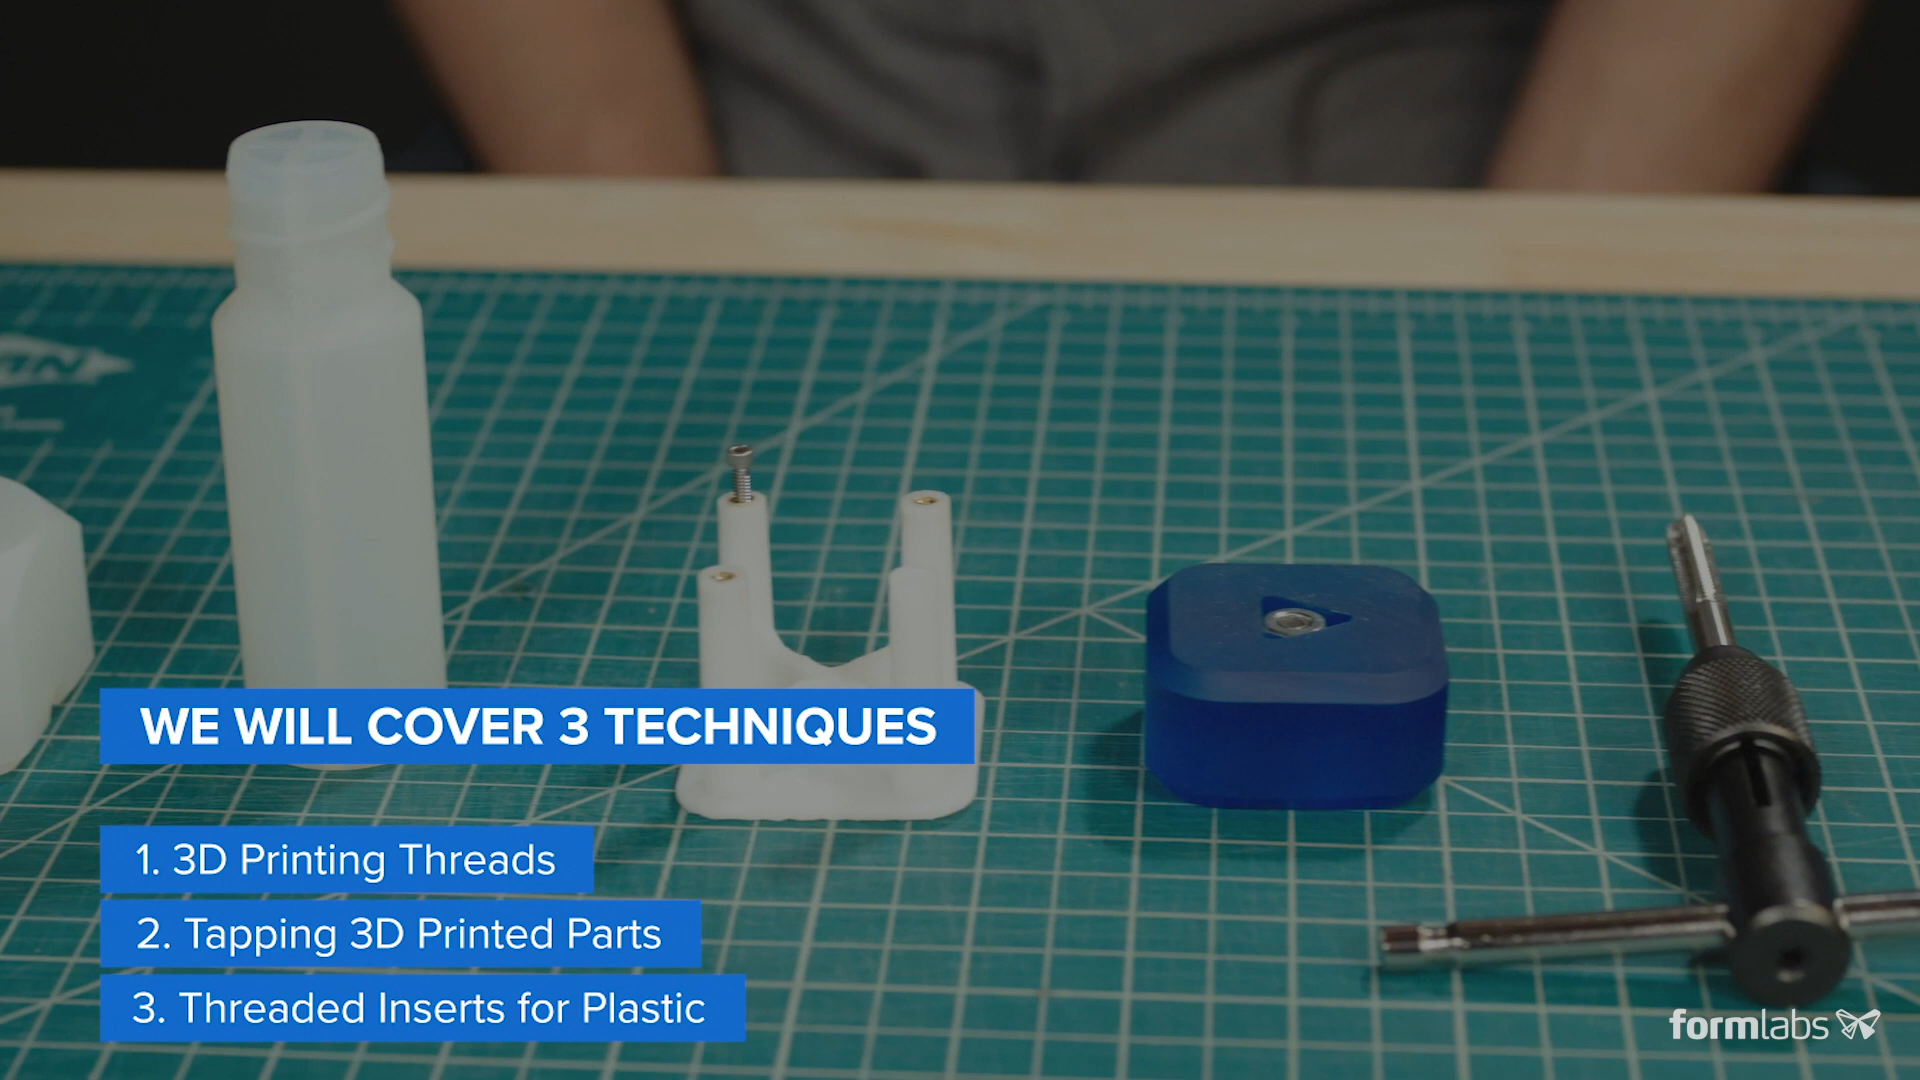 WE WILL COVER 3 TECHNIQUES
1. 3D Printing Threads
2. Tapping 3D Printed Parts
3. Threaded Inserts for Plastic
formlabs